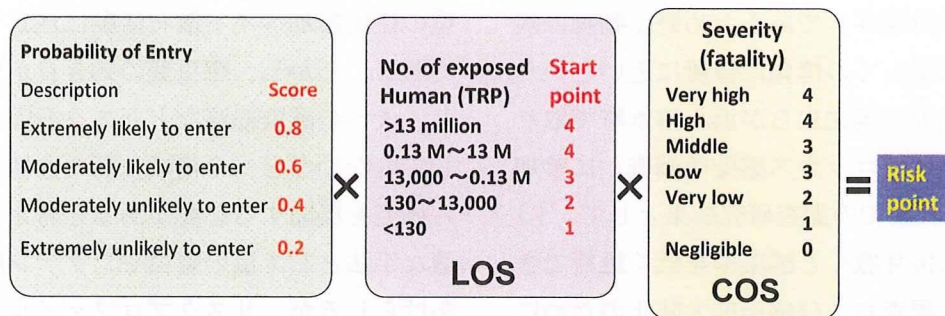 Probability of Entry
Description Score
Extremely likely to enter 0.8
Moderately likely to enter 0.6
Moderately unlikely to enter 0.4
Extremely unlikely to enter 0.2
×
No. of exposed Start
Human (TRP) point
>13 million 4
0.13 M～13 M 4
13,000 ～0.13 M 3
130～13,000 2
<130 1
LOS
×
Severity
(fatality)
Very high 4
High 4
Middle 3
Low 3
Very low 2
1
Negligible 0
COS
=
Risk
point